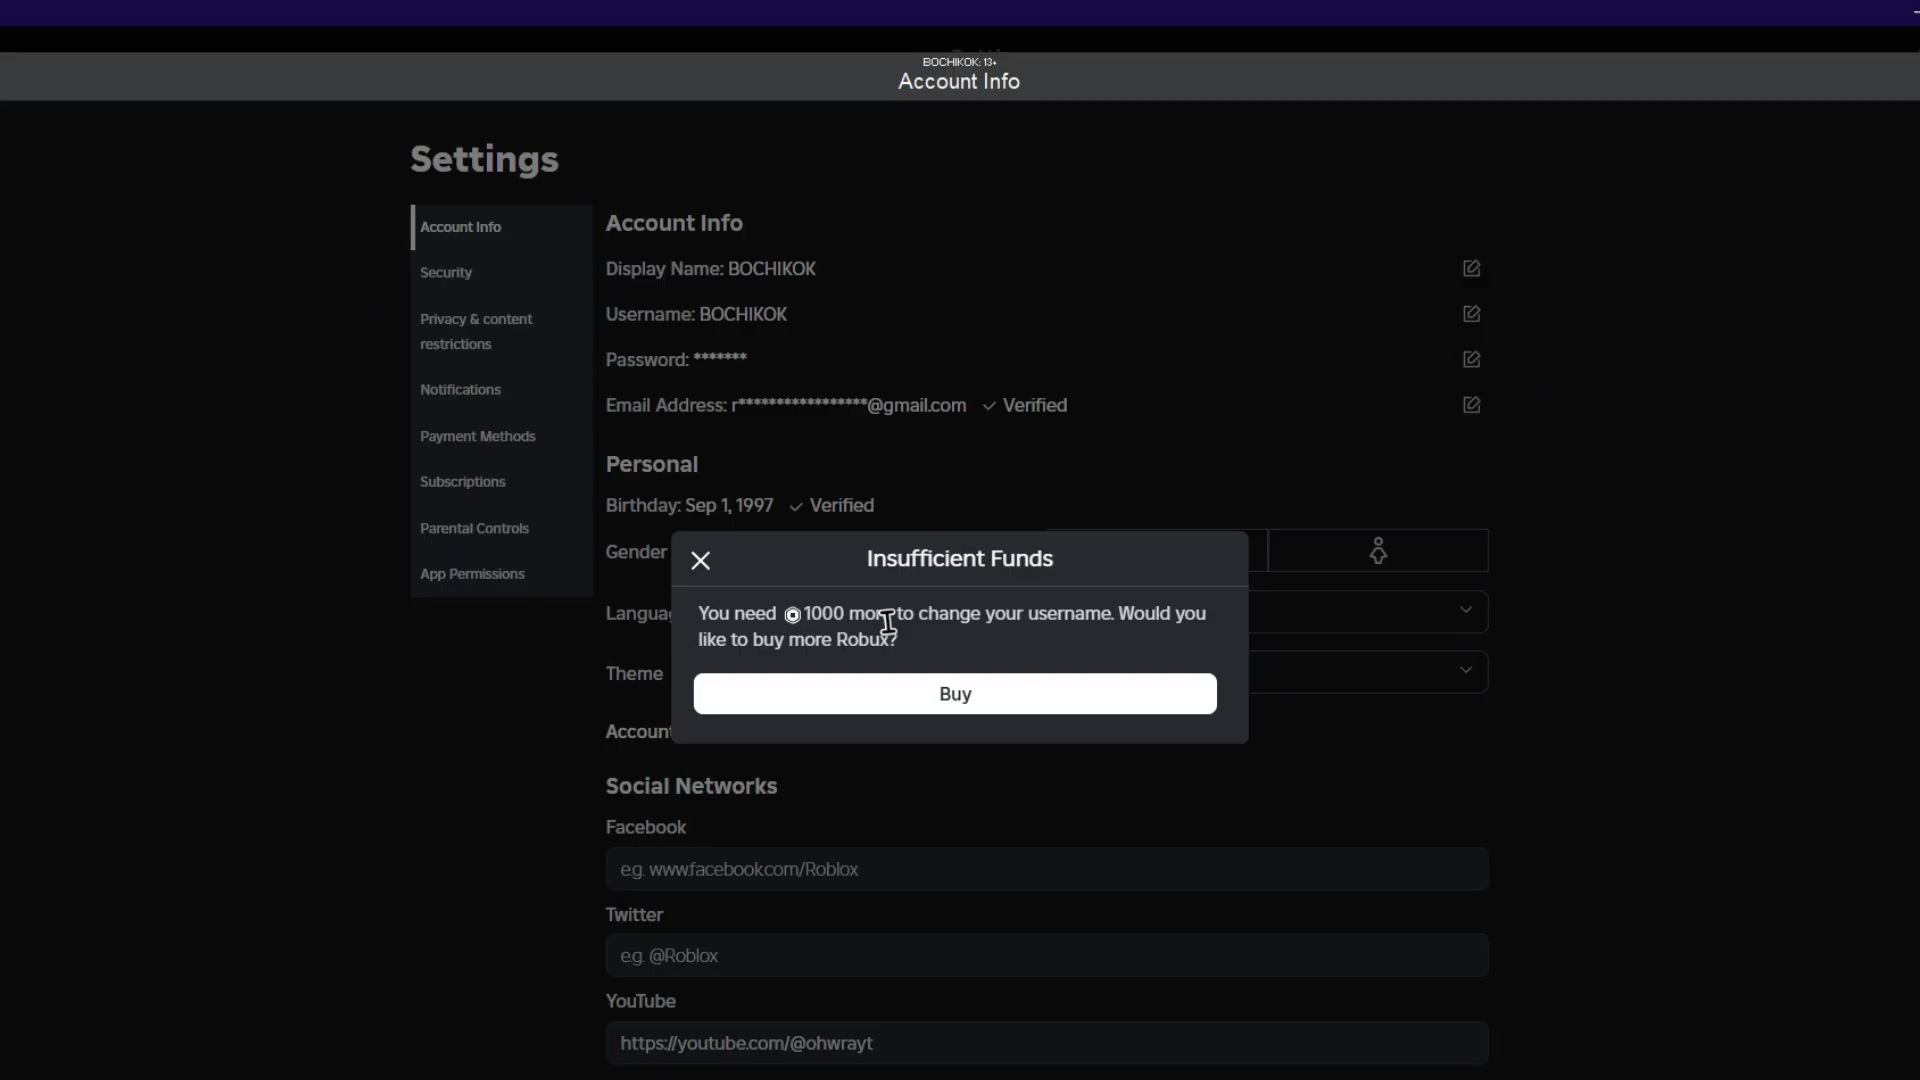 BOCHIKOK: 13+
Account Info
Settings
Account Info
Security
Privacy & content
restrictions
Notifications
Payment Methods
Subscriptions
Parental Controls
App Permissions
Account Info
Display Name: BOCHIKOK
Username: BOCHIKOK
Password: *******
Email Address: r*****************@gmail.com Verified
Personal
Birthday: Sep 1, 1997 Verified
Gender
Theme
Insufficient Funds
You need 1000 more to change your username. Would you
like to buy more Robux?
Buy
Social Networks
Facebook
e.g. www.facebook.com/Roblox
Twitter
e.g. @Roblox
YouTube
https://youtube.com/@ohwrayt